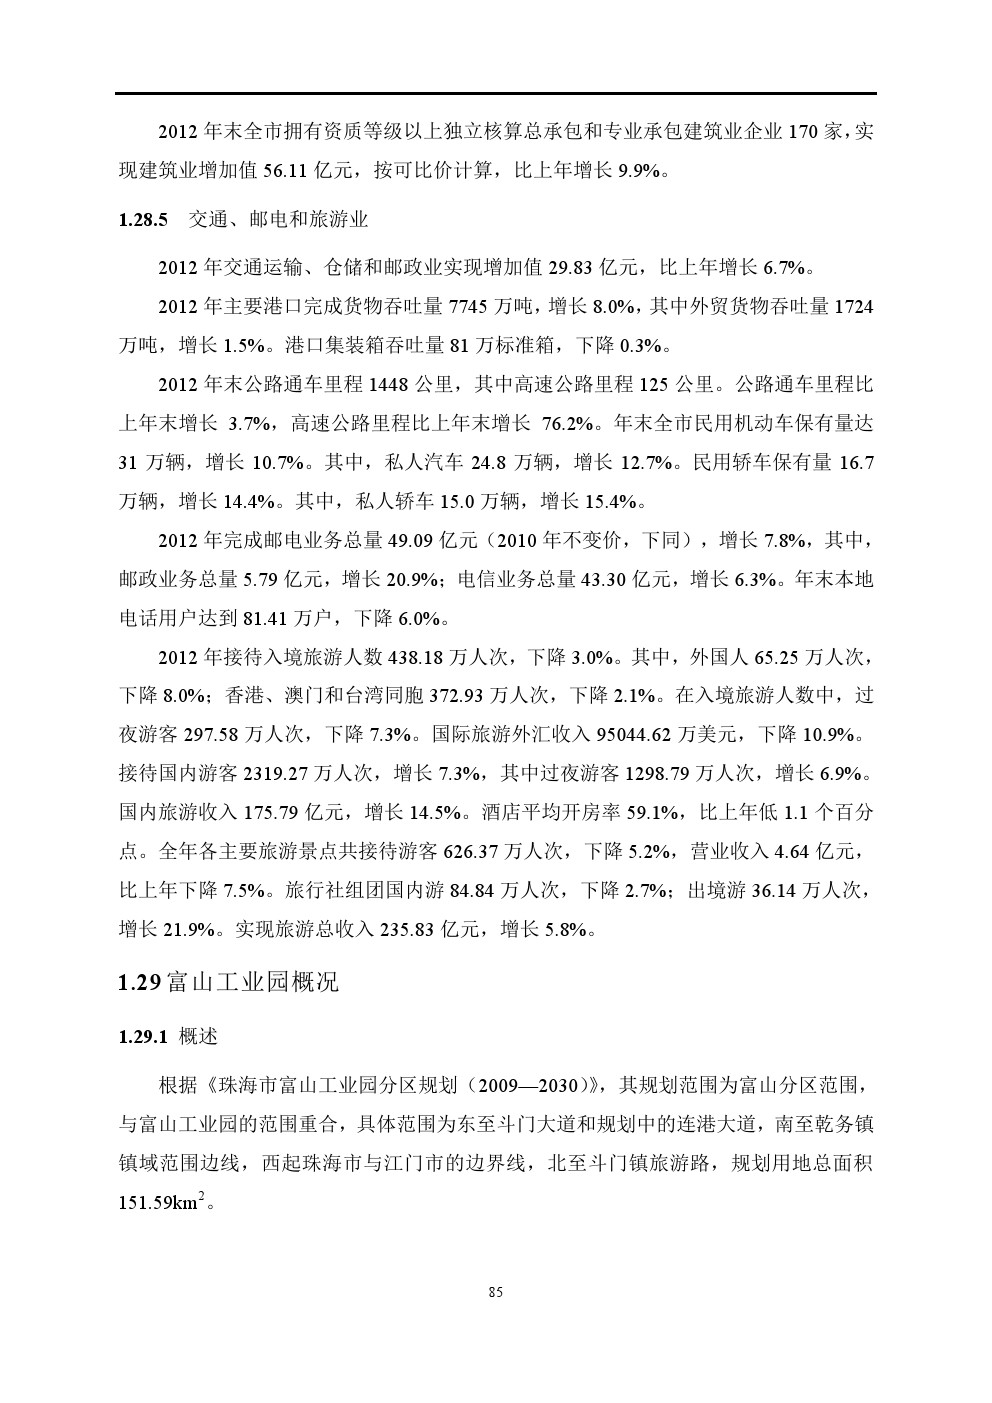 2012 年末全市拥有资质等级以上独立核算总承包和专业承包建筑业企业 170 家，实
现建筑业增加值 56.11 亿元，按可比价计算，比上年增长 9.9%。
1.28.5 交通、邮电和旅游业
2012 年交通运输、仓储和邮政业实现增加值 29.83 亿元，比上年增长 6.7%。
2012 年主要港口完成货物吞吐量 7745 万吨，增长 8.0%，其中外贸货物吞吐量 1724
万吨，增长 1.5%。港口集装箱吞吐量 81 万标准箱，下降 0.3%。
2012 年末公路通车里程 1448 公里，其中高速公路里程 125 公里。公路通车里程比
上年末增长 3.7%，高速公路里程比上年末增长 76.2%。年末全市民用机动车保有量达
31 万辆，增长 10.7%。其中，私人汽车 24.8 万辆，增长 12.7%。民用轿车保有量 16.7
万辆，增长 14.4%。其中，私人轿车 15.0 万辆，增长 15.4%。
2012 年完成邮电业务总量 49.09 亿元（2010 年不变价，下同），增长 7.8%，其中，
邮政业务总量 5.79 亿元，增长 20.9%；电信业务总量 43.30 亿元，增长 6.3%。年末本地
电话用户达到 81.41 万户，下降 6.0%。
2012 年接待入境旅游人数 438.18 万人次，下降 3.0%。其中，外国人 65.25 万人次，
下降 8.0%；香港、澳门和台湾同胞 372.93 万人次，下降 2.1%。在入境旅游人数中，过
夜游客 297.58 万人次，下降 7.3%。国际旅游外汇收入 95044.62 万美元，下降 10.9%。
接待国内游客 2319.27 万人次，增长 7.3%，其中过夜游客 1298.79 万人次，增长 6.9%。
国内旅游收入 175.79 亿元，增长 14.5%。酒店平均开房率 59.1%，比上年低 1.1 个百分
点。全年各主要旅游景点共接待游客 626.37 万人次，下降 5.2%，营业收入 4.64 亿元，
比上年下降 7.5%。旅行社组团国内游 84.84 万人次，下降 2.7%；出境游 36.14 万人次，
增长 21.9%。实现旅游总收入 235.83 亿元，增长 5.8%。
1.29 富山工业园概况
1.29.1 概述
根据《珠海市富山工业园分区规划（2009—2030）》，其规划范围为富山分区范围，
与富山工业园的范围重合，具体范围为东至斗门大道和规划中的连港大道，南至乾务镇
镇域范围边线，西起珠海市与江门市的边界线，北至斗门镇旅游路，规划用地总面积
151.59km²。
85